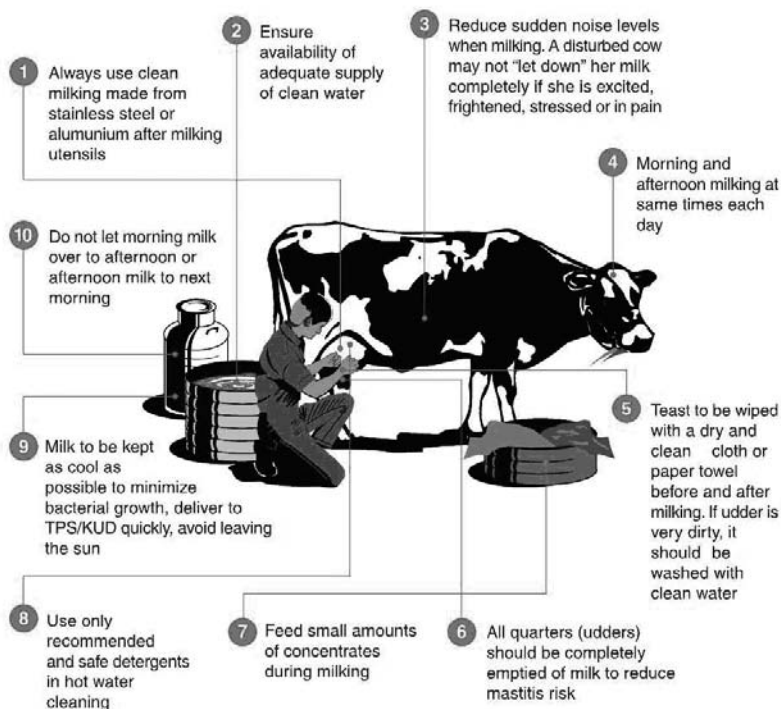 1
Always use clean
milking made from
stainless steel or
alumunium after milking
utensils
2
Ensure
availability of
adequate supply
of clean water
3
Reduce sudden noise levels
when milking. A disturbed cow
may not "let down" her milk
completely if she is excited,
frightened, stressed or in pain
4
Morning and
afternoon milking at
same times each
day
5
Teast to be wiped
with a dry and
clean cloth or
paper towel
before and after
milking. If udder is
very dirty, it
should be
washed with
clean water
6
All quarters (udders)
should be completely
emptied of milk to reduce
mastitis risk
7
Feed small amounts
of concentrates
during milking
8
Use only
recommended
and safe detergents
in hot water
cleaning
9
Milk to be kept
as cool as
possible to minimize
bacterial growth, deliver to
TPS/KUD quickly, avoid leaving
the sun
10
Do not let morning milk
over to afternoon or
afternoon milk to next
morning